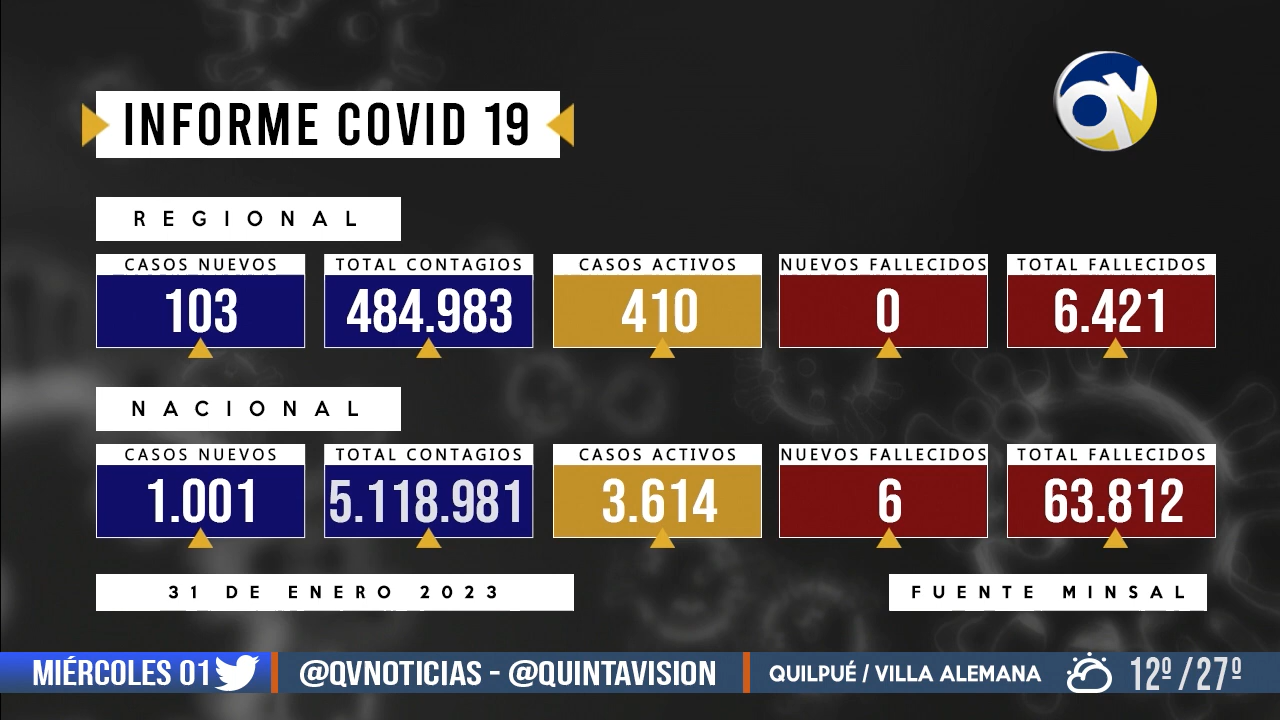 INFORME COVID 19
QV
REGIONAL
CASOS NUEVOS TOTAL CONTAGIOS CASOS ACTIVOS NUEVOS FALLECIDOS TOTAL FALLECIDOS
103 484.983 410 0 6.421
NACIONAL
CASOS NUEVOS TOTAL CONTAGIOS CASOS ACTIVOS NUEVOS FALLECIDOS TOTAL FALLECIDOS
1.001 5.118.981 3.614 6 63.812
31 DE ENERO 2023 FUENTE MINSAL
MIÉRCOLES 01 @QVNOTICIAS - @QUINTAVISION QUILPUÉ / VILLA ALEMANA 12º / 27º